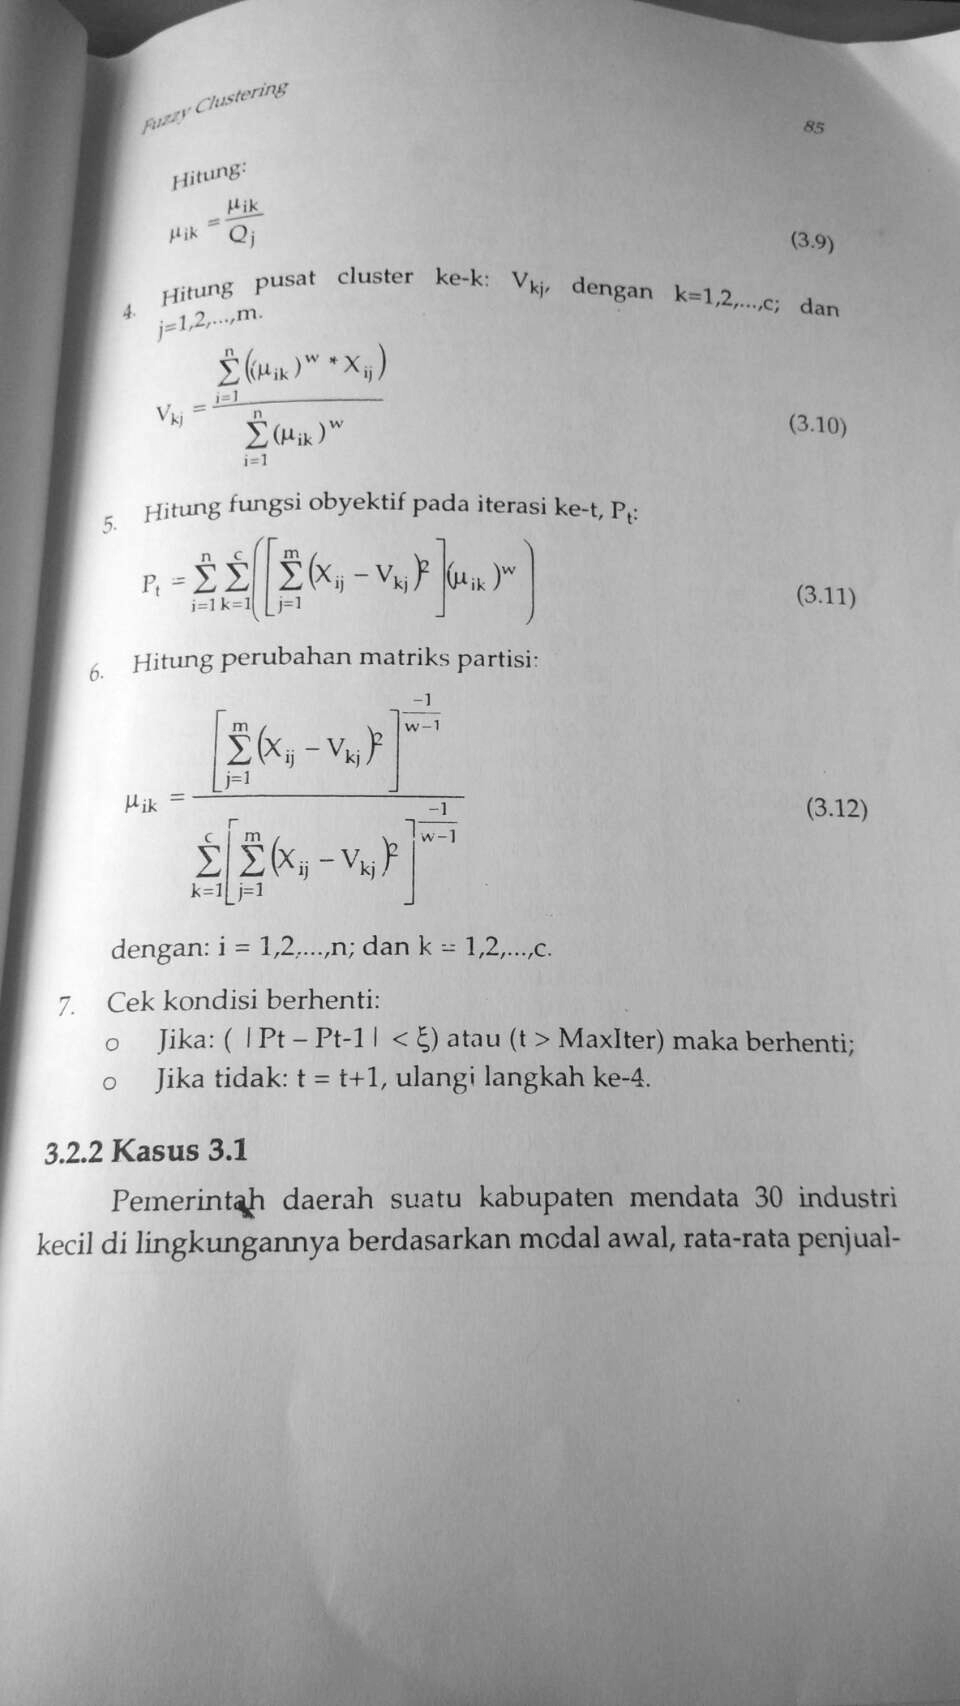 Fuzzy Clustering
85
Hitung:
μik = μik / Qj (3.9)
4. Hitung pusat cluster ke-k: Vkj, dengan k=1,2,...,c; dan
j=1,2,...,m.
Vkj = ∑(i=1 n) ((μik)^w * Xij) / ∑(i=1 n) (μik)^w (3.10)
5. Hitung fungsi obyektif pada iterasi ke-t, Pt:
Pt = ∑(i=1 n) ∑(k=1 c) ([∑(j=1 m) (Xij – Vkj)^2] (μik)^w) (3.11)
6. Hitung perubahan matriks partisi:
μik = [∑(j=1 m) (Xij – Vkj)^2]^(-1/(w-1)) / ∑(k=1 c) [∑(j=1 m) (Xij – Vkj)^2]^(-1/(w-1)) (3.12)
dengan: i = 1,2,...,n; dan k = 1,2,...,c.
7. Cek kondisi berhenti:
o Jika: ( |Pt – Pt-1| < ξ) atau (t > MaxIter) maka berhenti;
o Jika tidak: t = t+1, ulangi langkah ke-4.
3.2.2 Kasus 3.1
Pemerintah daerah suatu kabupaten mendata 30 industri
kecil di lingkungannya berdasarkan modal awal, rata-rata penjual-